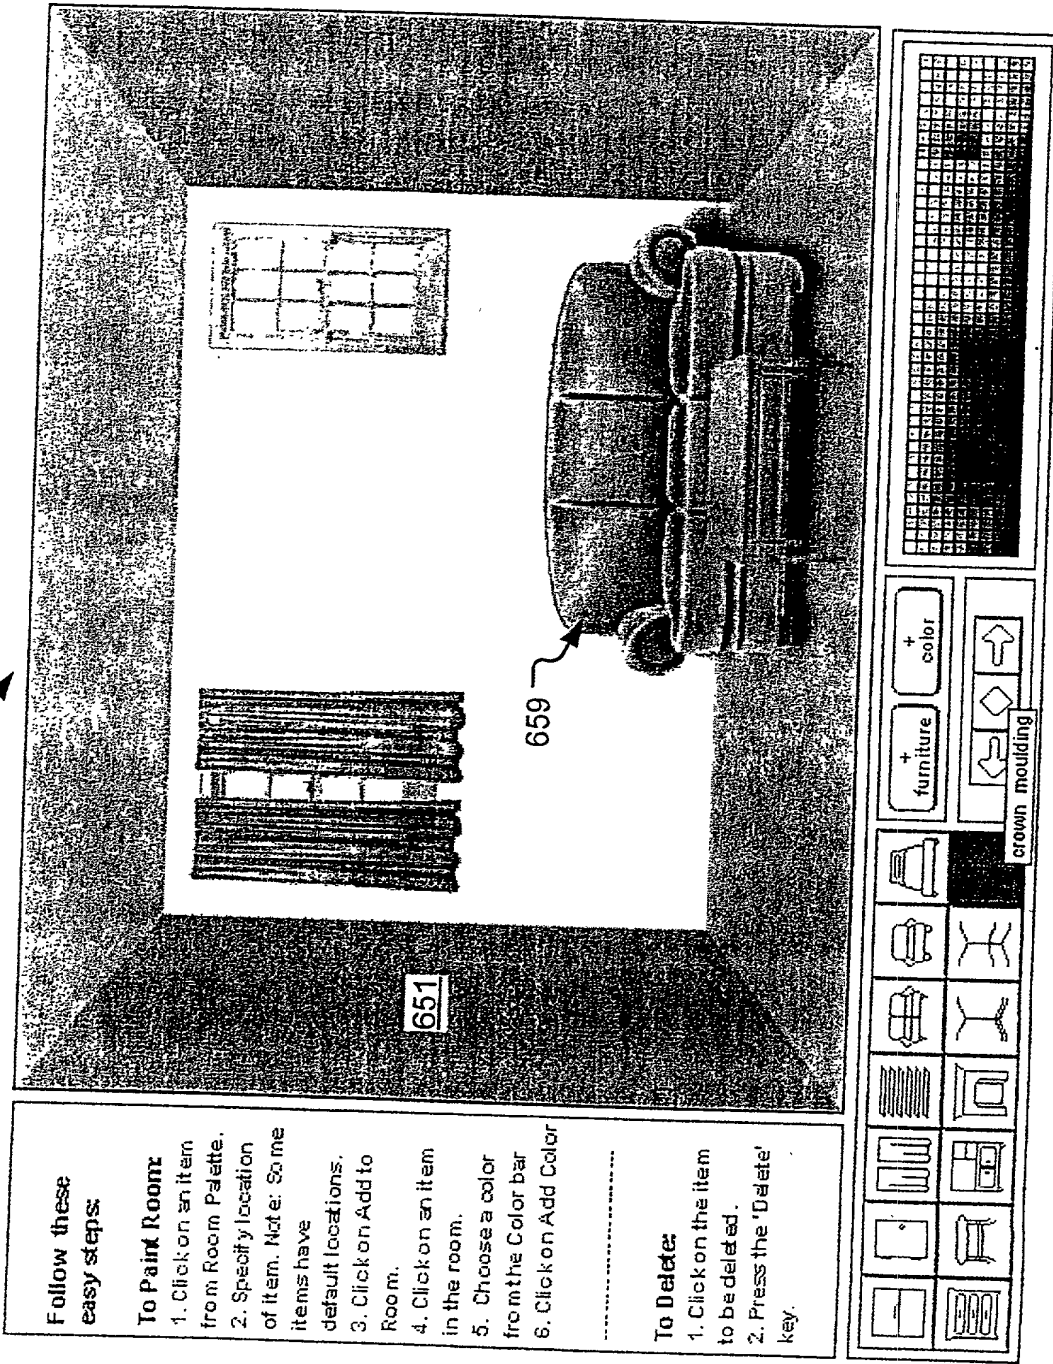 Follow these
easy steps:
To Paint Room:
1. Click on an item
from Room Palette.
2. Specify location
of item. Note: Some
items have
default locations.
3. Click on Add to
Room.
4. Click on an item
in the room.
5. Choose a color
from the Color bar
6. Click on Add Color
To Delete:
1. Click on the item
to be deleted.
2. Press the 'Delete'
key.
651
659
+
furniture
+
color
crown moulding